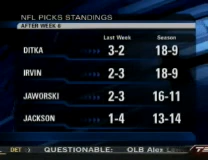 NFL PICKS STANDINGS
AFTER WEEK 8
Last Week Season
DITKA 3-2 18-9
IRVIN 2-3 18-9
JAWORSKI 2-3 16-11
JACKSON 1-4 13-14
DET QUESTIONABLE: OLB Alex